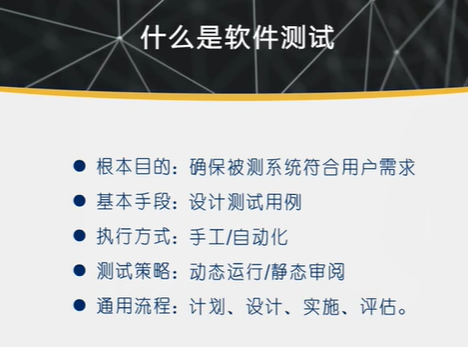 什么是软件测试
● 根本目的：确保被测系统符合用户需求
● 基本手段：设计测试用例
● 执行方式：手工/自动化
● 测试策略：动态运行/静态审阅
● 通用流程：计划、设计、实施、评估。